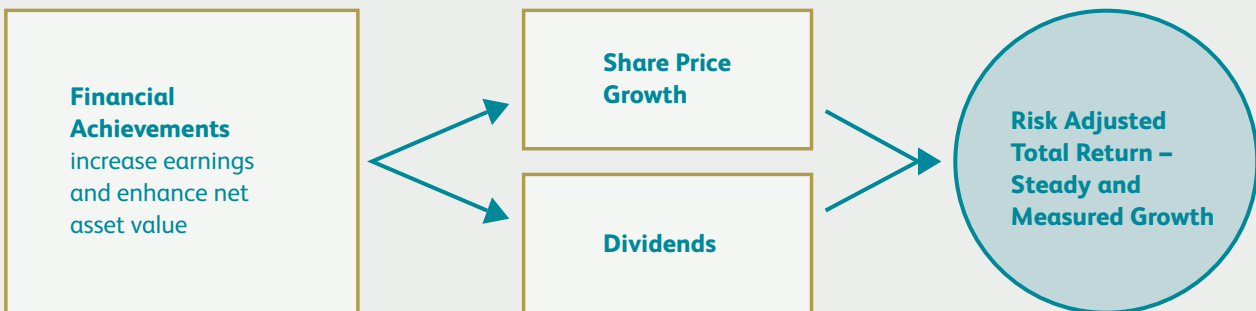 Financial
Achievements
increase earnings
and enhance net
asset value
Share Price
Growth
Dividends
Risk Adjusted
Total Return –
Steady and
Measured Growth